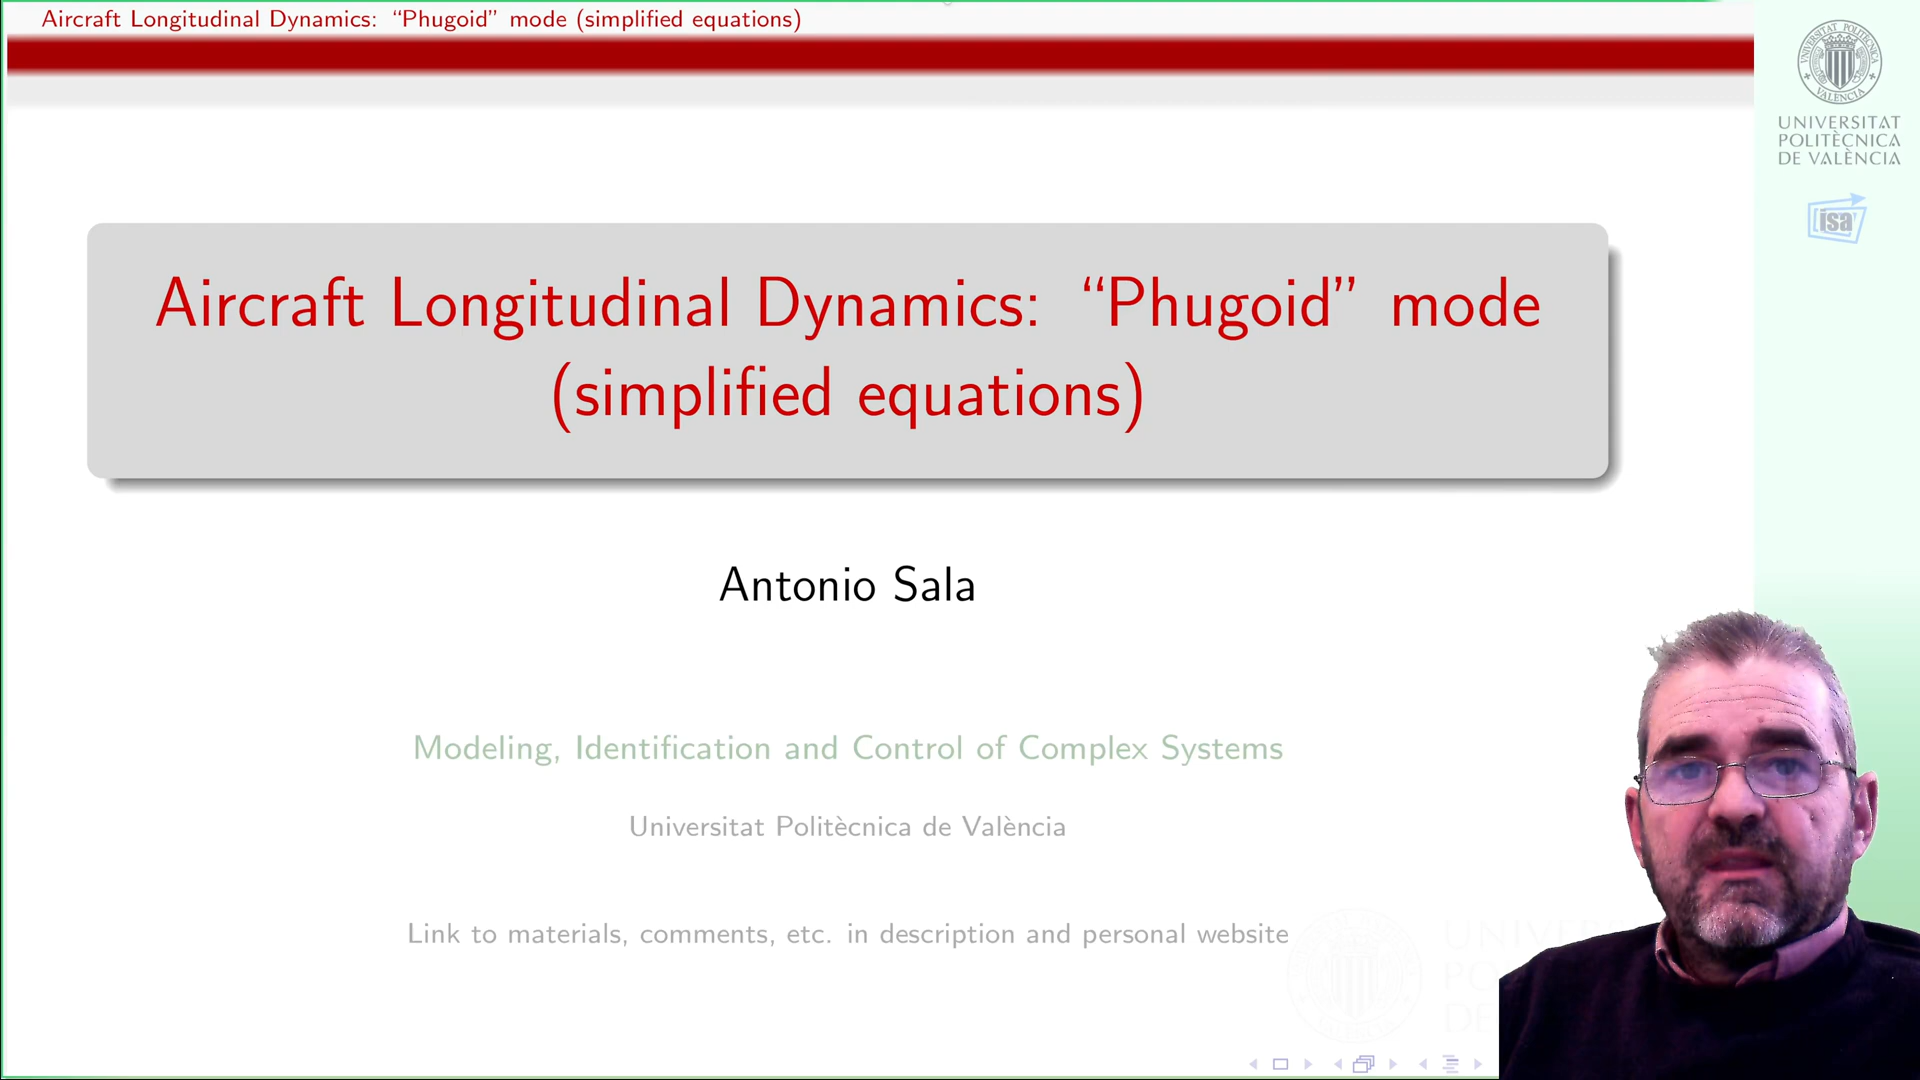 Aircraft Longitudinal Dynamics: “Phugoid” mode (simplified equations)
UNIVERSITAT
POLITÈCNICA
DE VALÈNCIA
isa
Aircraft Longitudinal Dynamics: “Phugoid” mode
(simplified equations)
Antonio Sala
Modeling, Identification and Control of Complex Systems
Universitat Politècnica de València
Link to materials, comments, etc. in description and personal website